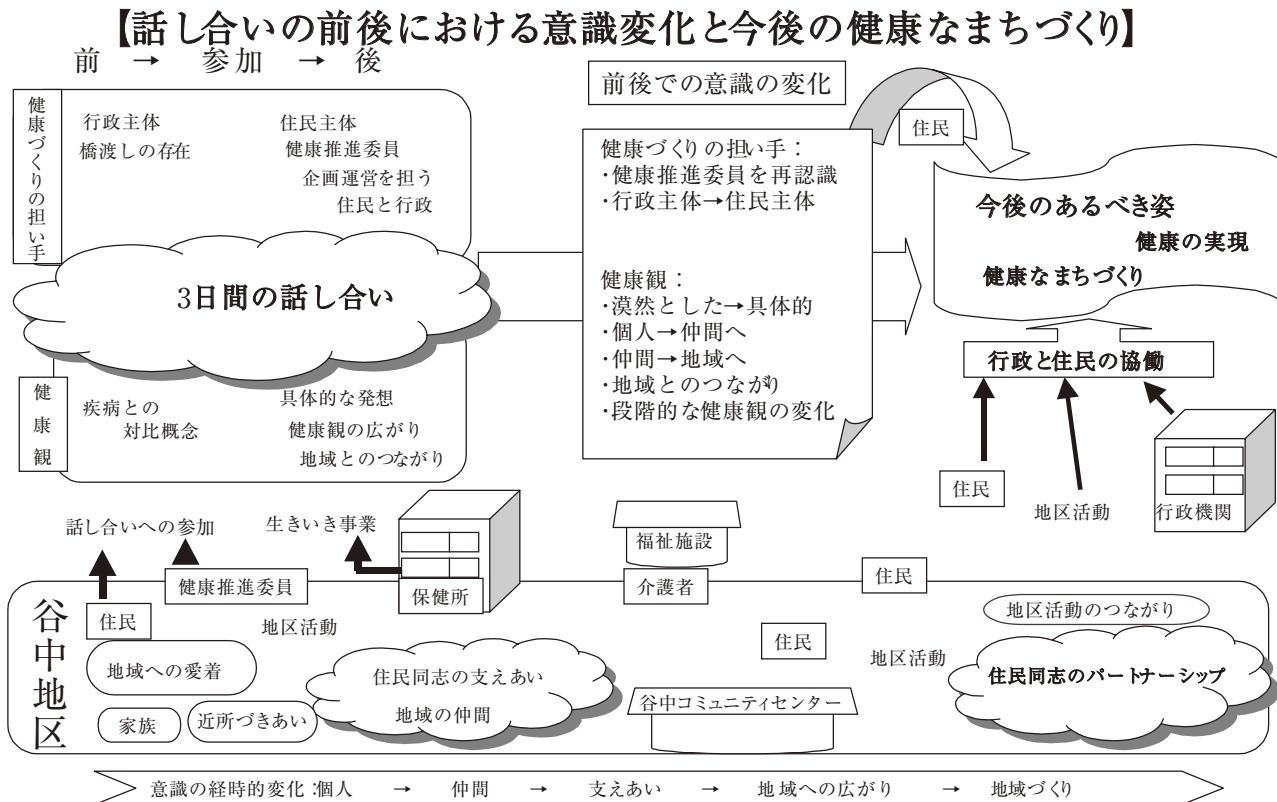 【話し合いの前後における意識変化と今後の健康なまちづくり】
前 → 参加 → 後
健康づくりの担い手
行政主体
橋渡しの存在
住民主体
健康推進委員
企画運営を担う
住民と行政
3日間の話し合い
健康観
疾病との
対比概念
具体的な発想
健康観の広がり
地域とのつながり
前後での意識の変化
健康づくりの担い手：
・健康推進委員を再認識
・行政主体→住民主体
健康観：
・漠然とした→具体的
・個人→仲間へ
・仲間→地域へ
・地域とのつながり
・段階的な健康観の変化
住民
今後のあるべき姿
健康の実現
健康なまちづくり
行政と住民の協働
住民
地区活動
行政機関
話し合いへの参加
生きいき事業
健康推進委員
保健所
福祉施設
介護者
住民
谷中地区
住民
地区活動
地域への愛着
家族
近所づきあい
住民同志の支えあい
地域の仲間
住民
谷中コミュニティセンター
地区活動
地区活動のつながり
住民同志のパートナーシップ
意識の経時的変化:個人 → 仲間 → 支えあい → 地域への広がり → 地域づくり